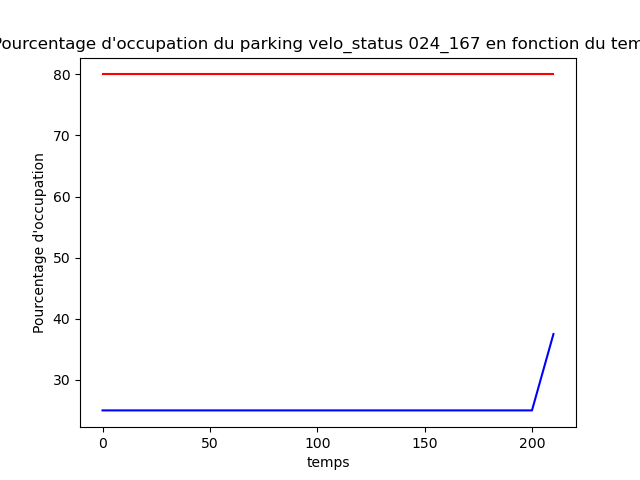 Pourcentage d'occupation du parking velo_status 024_167 en fonction du tem
80
70
60
50
40
30
Pourcentage d'occupation
0 50 100 150 200
temps